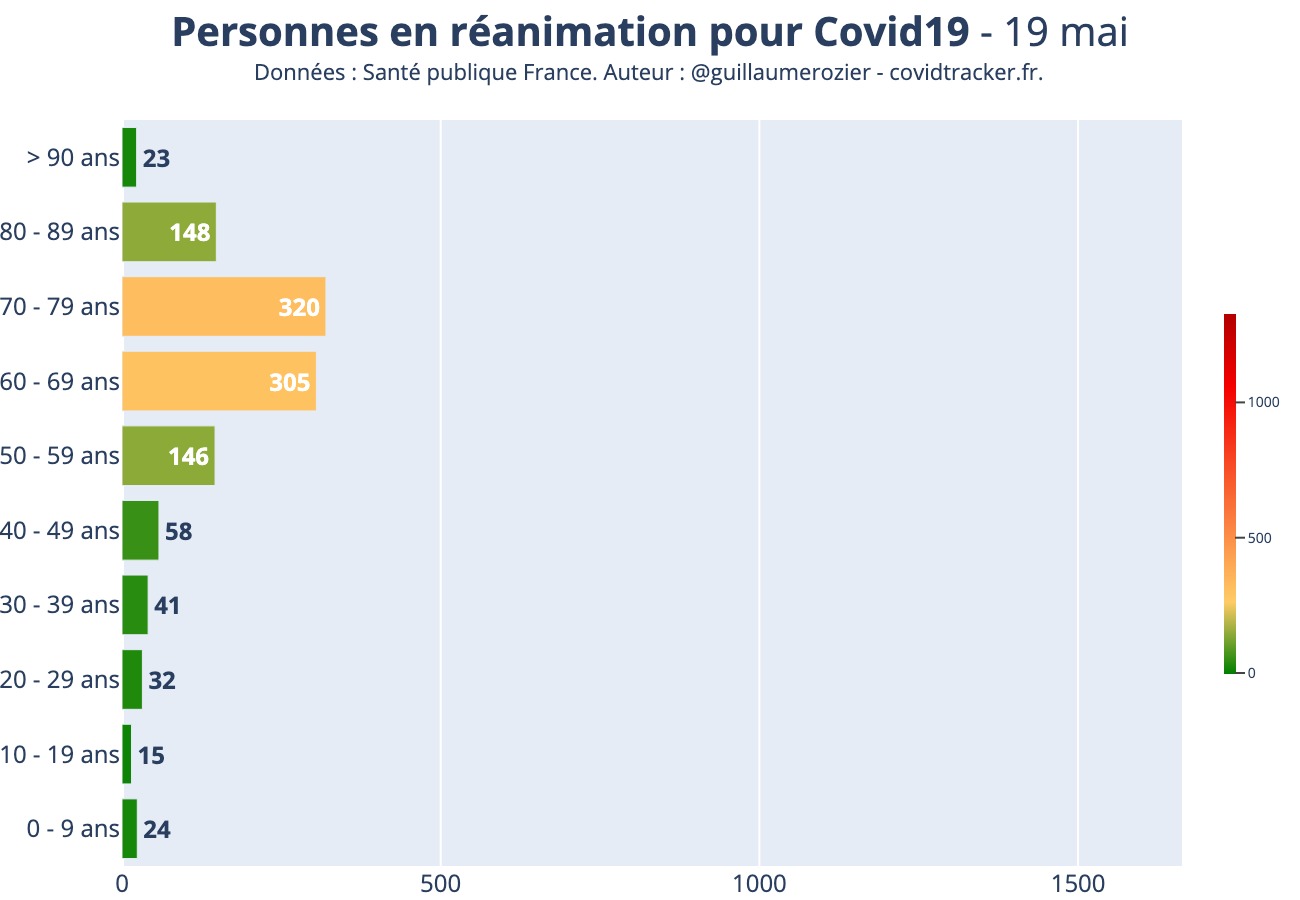 Personnes en réanimation pour Covid19 - 19 mai
Données : Santé publique France. Auteur : @guillaumerozier - covidtracker.fr.
> 90 ans 23
80 - 89 ans 148
70 - 79 ans 320
60 - 69 ans 305
50 - 59 ans 146
40 - 49 ans 58
30 - 39 ans 41
20 - 29 ans 32
10 - 19 ans 15
0 - 9 ans 24
0 500 1000 1500
1000
500
0